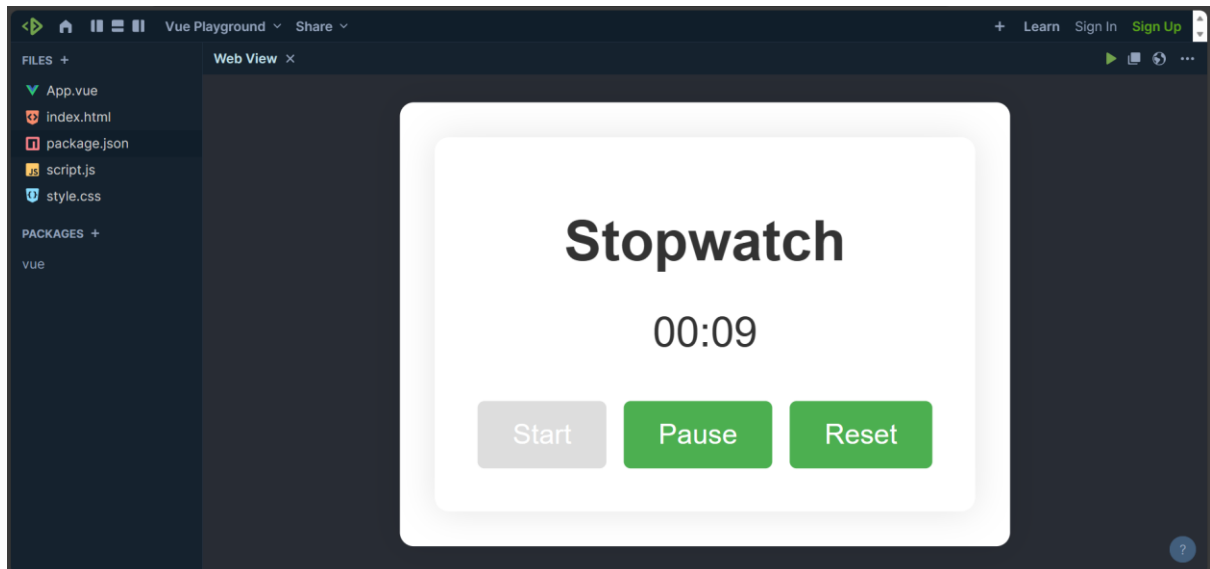 Vue Playground Share + Learn Sign In Sign Up
FILES +
Web View ×
App.vue
index.html
package.json
JS script.js
style.css
PACKAGES +
vue
Stopwatch
00:09
Start Pause Reset
?